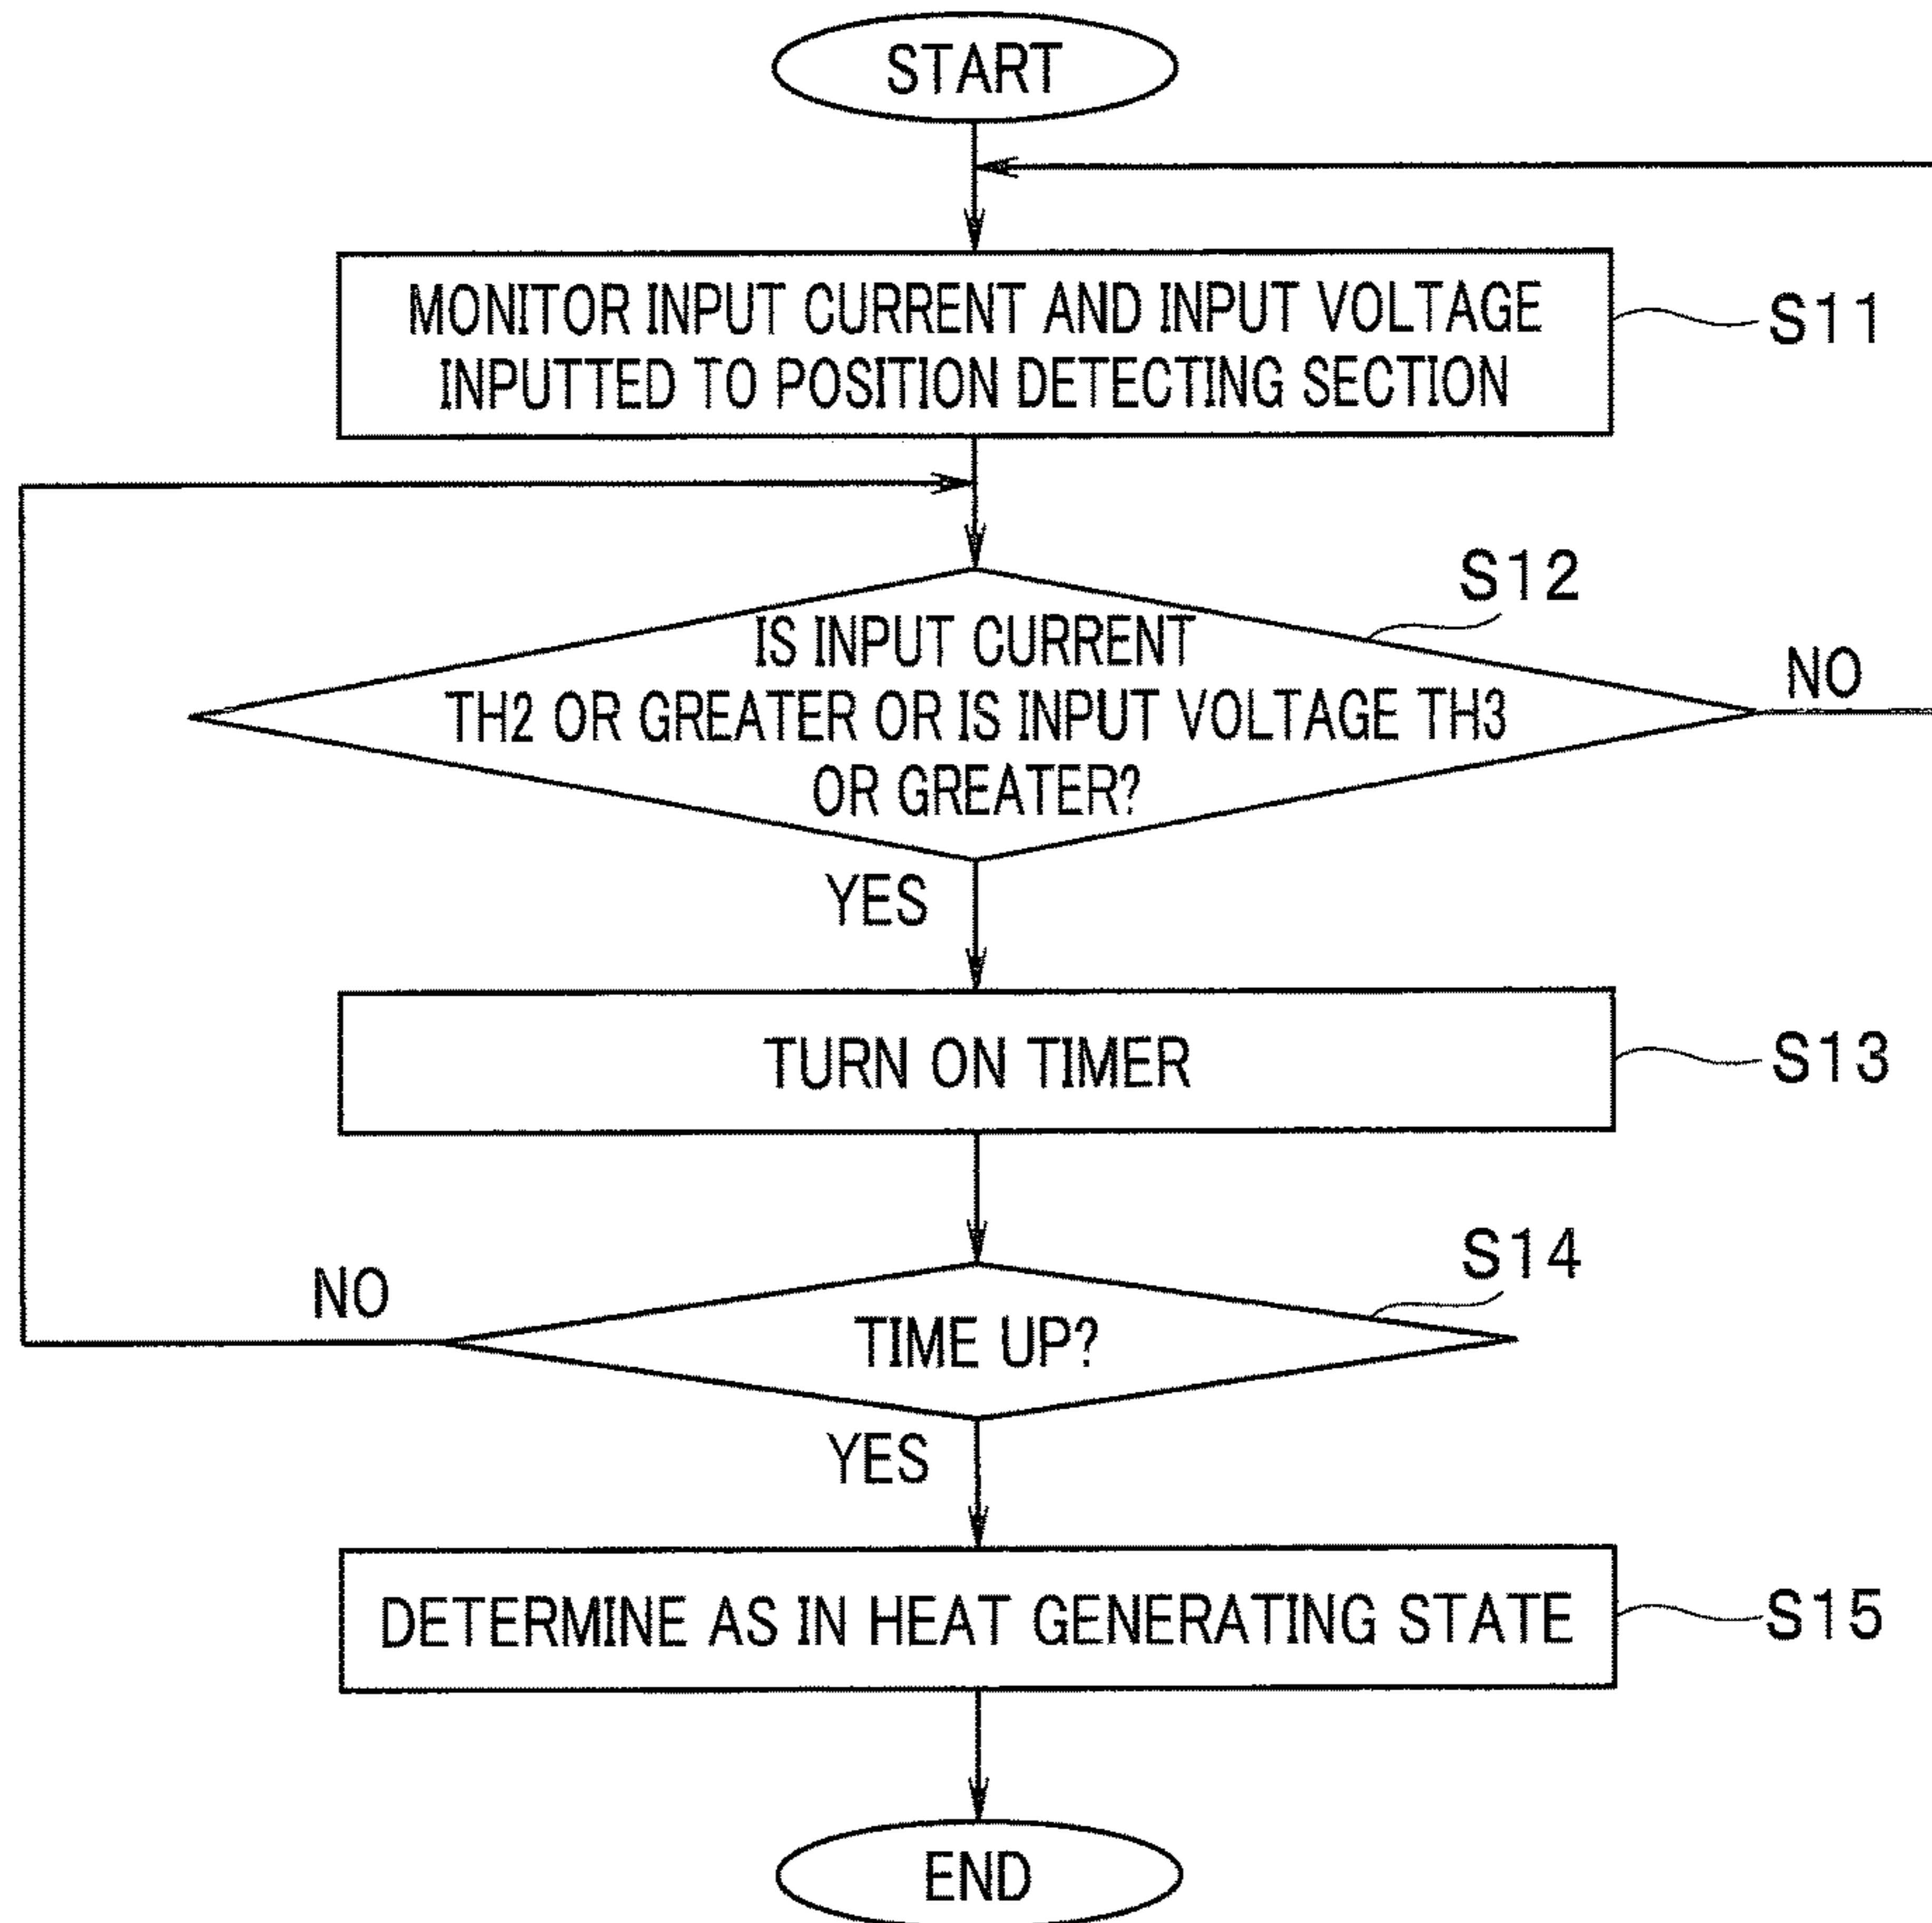 START
MONITOR INPUT CURRENT AND INPUT VOLTAGE
INPUTTED TO POSITION DETECTING SECTION
S11
S12
IS INPUT CURRENT
TH2 OR GREATER OR IS INPUT VOLTAGE TH3
OR GREATER?
NO
YES
TURN ON TIMER
S13
S14
NO
TIME UP?
YES
DETERMINE AS IN HEAT GENERATING STATE
S15
END